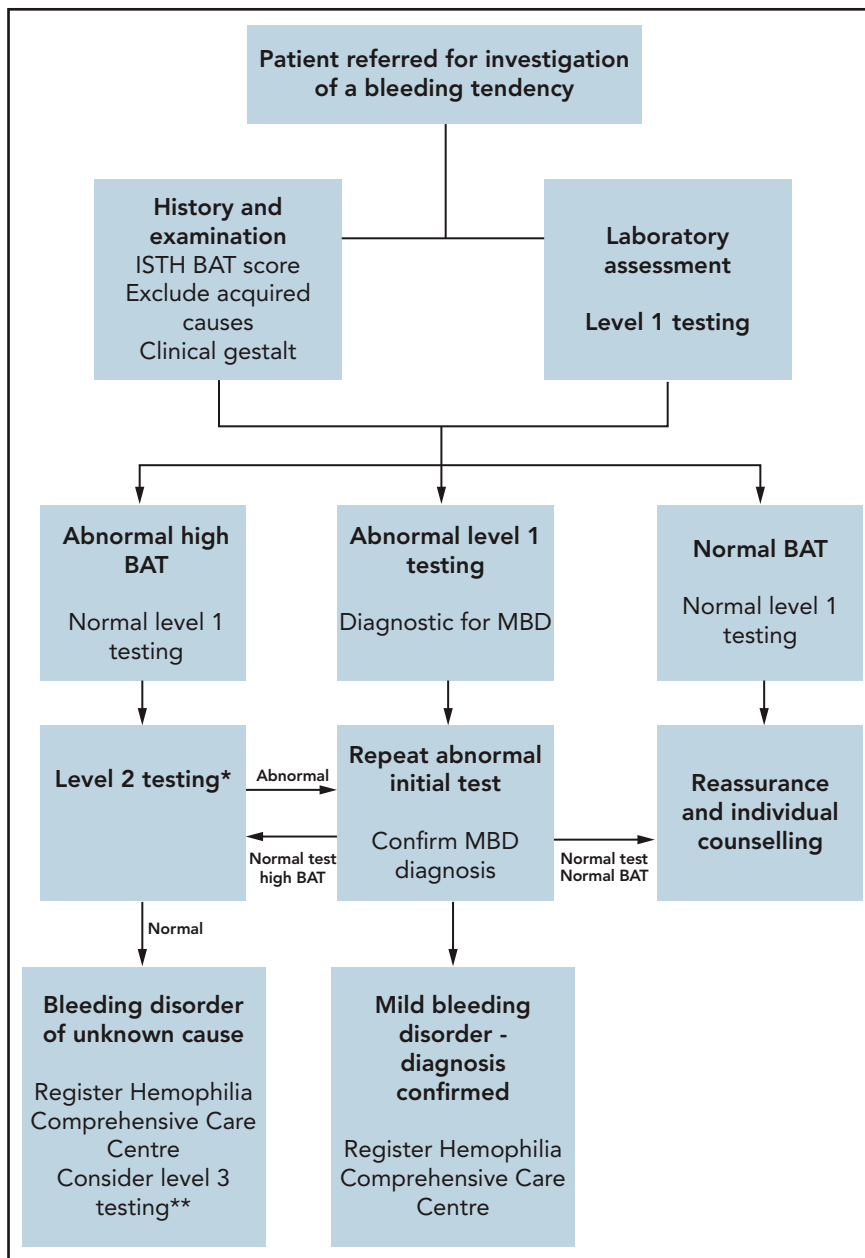 Patient referred for investigation
of a bleeding tendency
History and
examination
ISTH BAT score
Exclude acquired
causes
Clinical gestalt
Laboratory
assessment
Level 1 testing
Abnormal high
BAT
Normal level 1
testing
Abnormal level 1
testing
Diagnostic for MBD
Normal BAT
Normal level 1
testing
Level 2 testing*
Abnormal
Normal test
high BAT
Repeat abnormal
initial test
Confirm MBD
diagnosis
Normal test
Normal BAT
Reassurance
and individual
counselling
Normal
Bleeding disorder
of unknown cause
Register Hemophilia
Comprehensive Care
Centre
Consider level 3
testing**
Mild bleeding
disorder -
diagnosis
confirmed
Register Hemophilia
Comprehensive Care
Centre